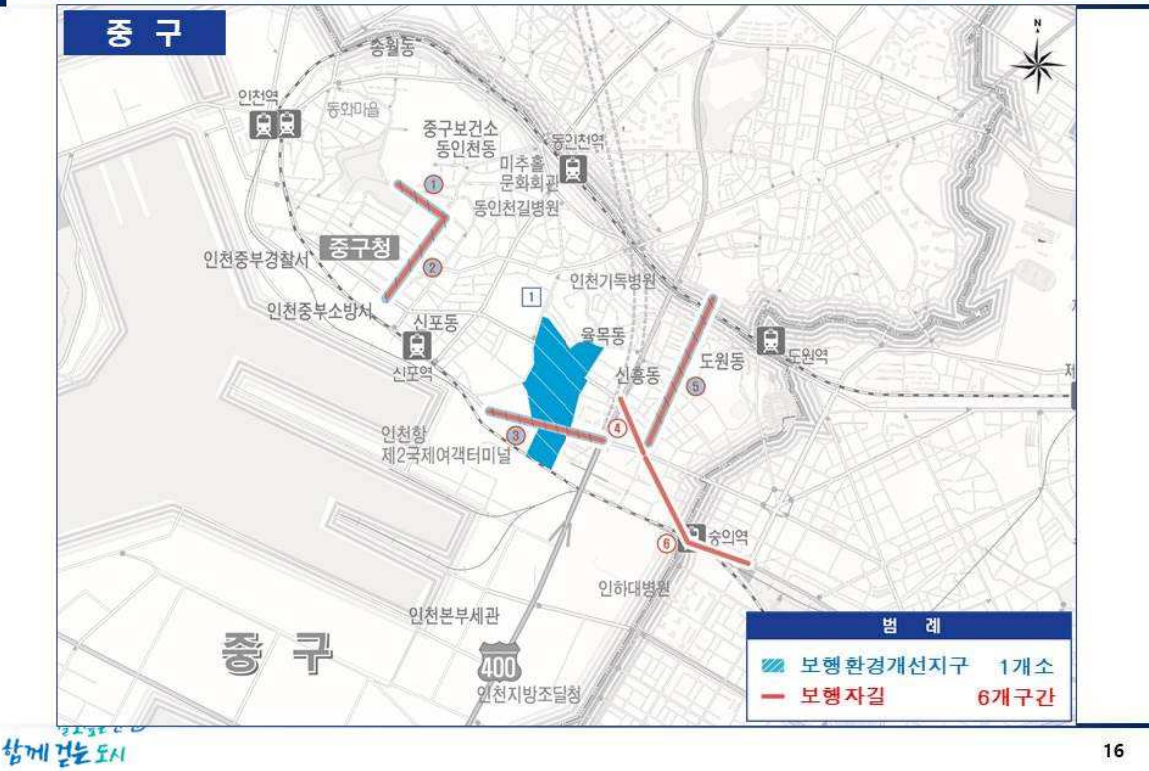 중 구
N
송월동
인천역
동화마을
중구보건소
동인천동
동인천역
미추홀
문화회관
①
동인천길병원
중구청
인천중부경찰서
②
인천기독병원
1
인천중부소방서
신포동
율목동
도원역
신포역
신흥동
도원동
⑤
③
④
인천항
제2국제여객터미널
⑥
숭의역
인하대병원
인천본부세관
중 구
400
인천지방조달청
범 례
보행환경개선지구 1개소
보행자길 6개구간
함께 걷는 도시
16